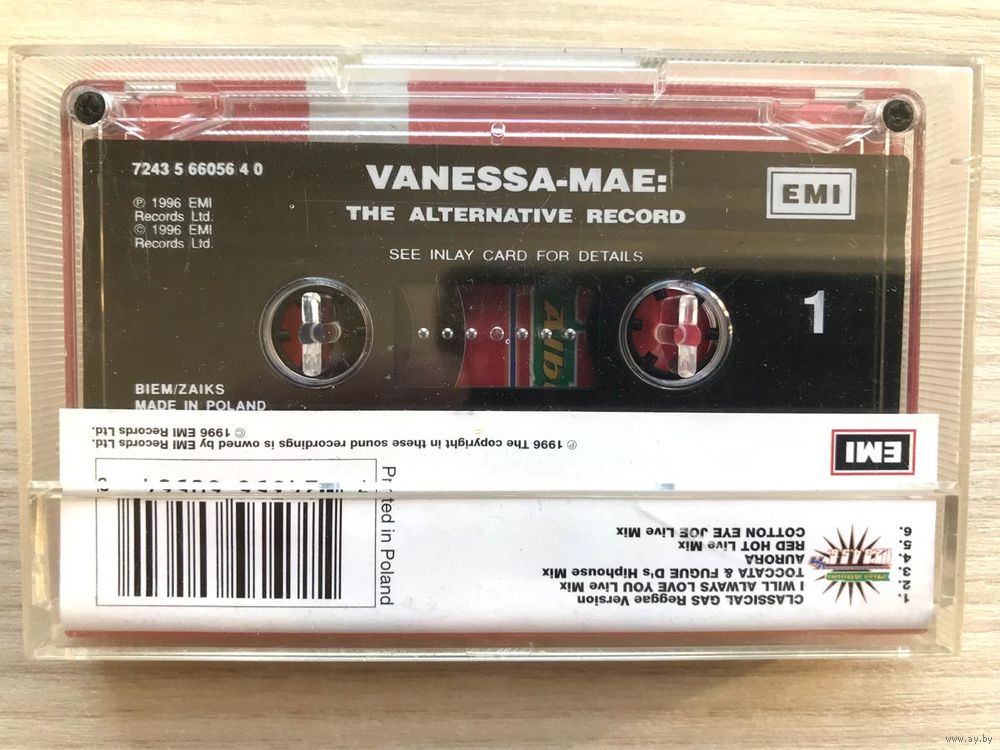 7243 5 66056 4 0
VANESSA-MAE:
THE ALTERNATIVE RECORD
EMI
℗ 1996 EMI
Records Ltd.
© 1996 EMI
Records Ltd.
SEE INLAY CARD FOR DETAILS
1
BIEM/ZAIKS
MADE IN POLAND
℗ 1996 The copyright in these sound recordings is owned by EMI Records Ltd.
© 1996 EMI Records Ltd.
EMI
Printed in Poland
1. CLASSICAL GAS Reggae Version
2. I WILL ALWAYS LOVE YOU Live Mix
3. TOCCATA & FUGUE D's Hiphouse Mix
4. AURORA
5. RED HOT Live Mix
6. COTTON EYE JOE Live Mix
www.ay.by